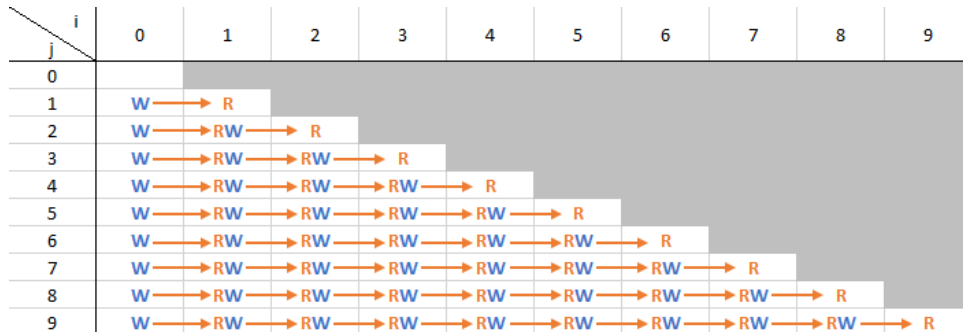 i
j 0 1 2 3 4 5 6 7 8 9
0
1 W R
2 W RW R
3 W RW RW R
4 W RW RW RW R
5 W RW RW RW RW R
6 W RW RW RW RW RW R
7 W RW RW RW RW RW RW R
8 W RW RW RW RW RW RW RW R
9 W RW RW RW RW RW RW RW RW R